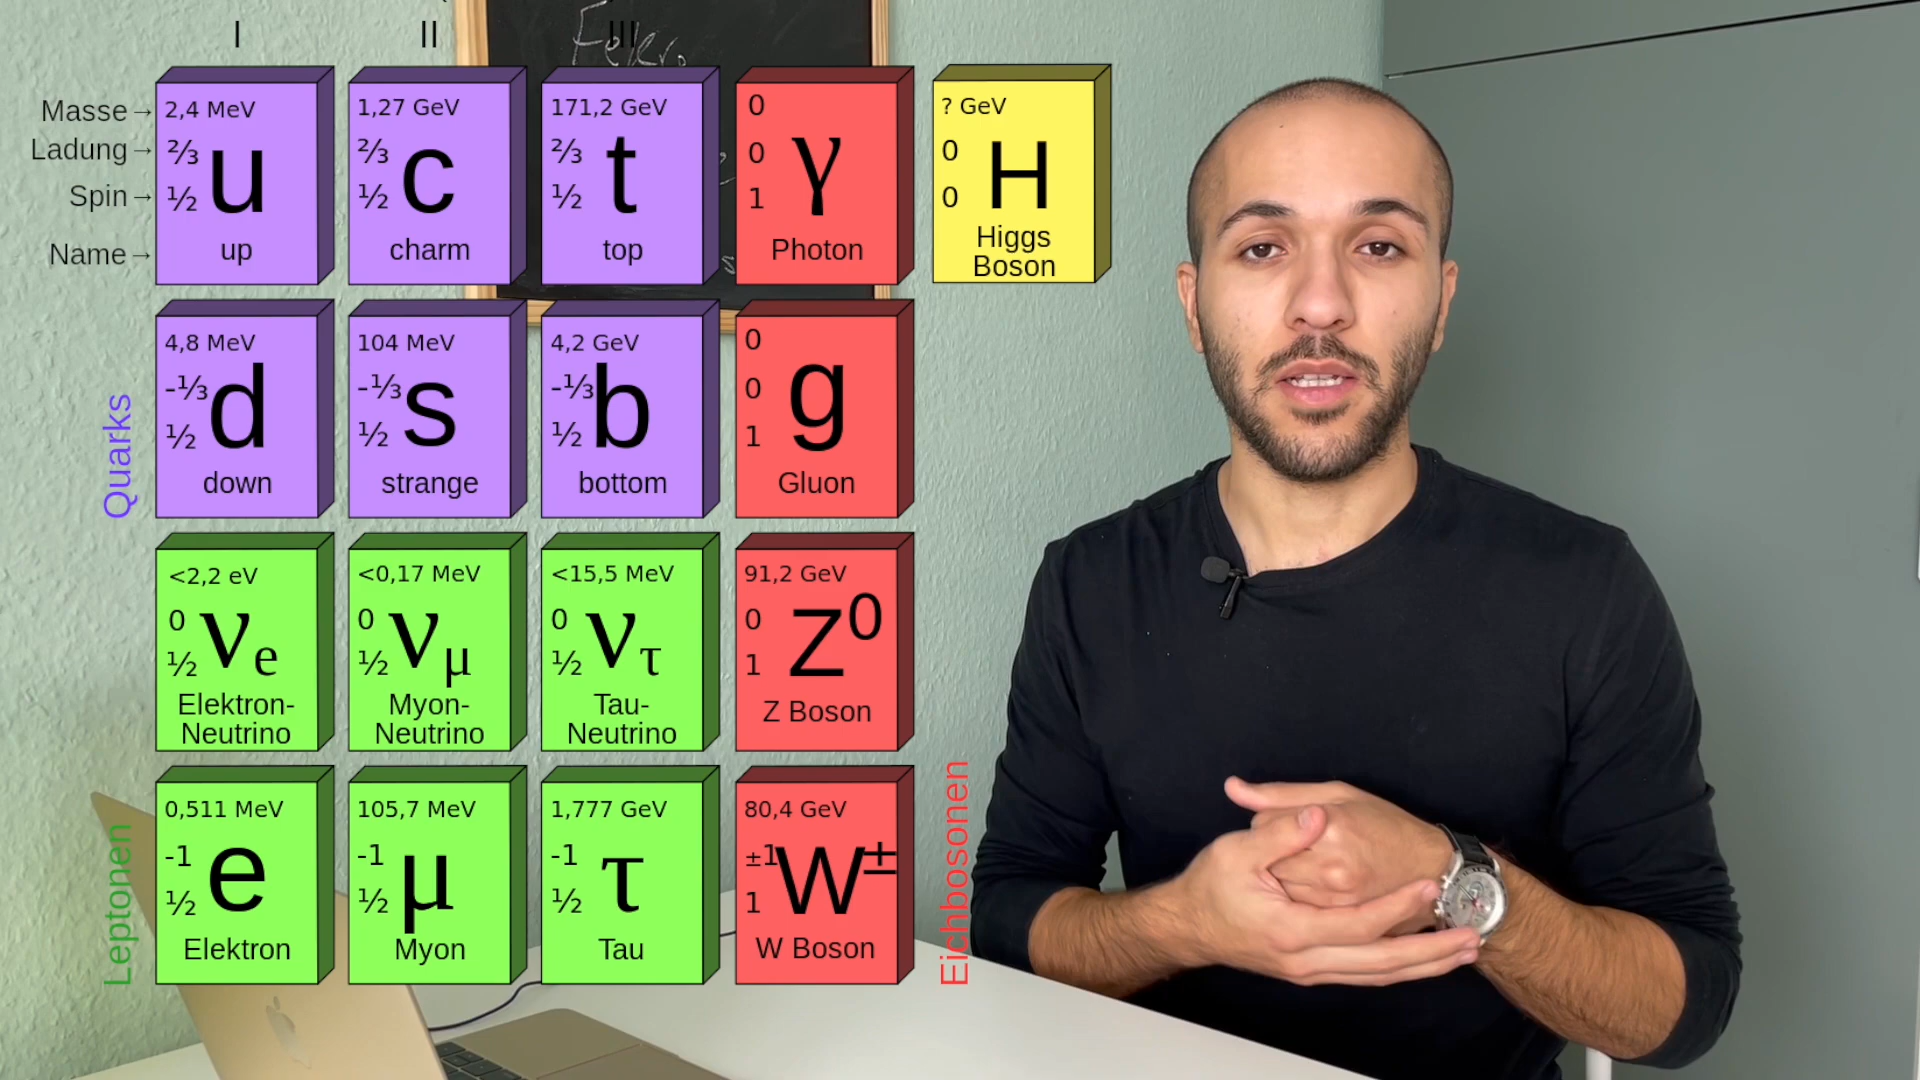 I
II
III
Feko.
Masse→
Ladung→
Spin→
Name→
2,4 MeV
⅔
½
u
up
1,27 GeV
⅔
½
c
charm
171,2 GeV
⅔
½
t
top
0
0
1
γ
Photon
? GeV
0
0
H
Higgs
Boson
Quarks
4,8 MeV
-⅓
½
d
down
104 MeV
-⅓
½
s
strange
4,2 GeV
-⅓
½
b
bottom
0
0
1
g
Gluon
<2,2 eV
0
½
νe
Elektron-
Neutrino
<0,17 MeV
0
½
νμ
Myon-
Neutrino
<15,5 MeV
0
½
ντ
Tau-
Neutrino
91,2 GeV
0
1
Z⁰
Z Boson
Leptonen
0,511 MeV
-1
½
e
Elektron
105,7 MeV
-1
½
μ
Myon
1,777 GeV
-1
½
τ
Tau
80,4 GeV
±1
1
W±
W Boson
Eichbosonen